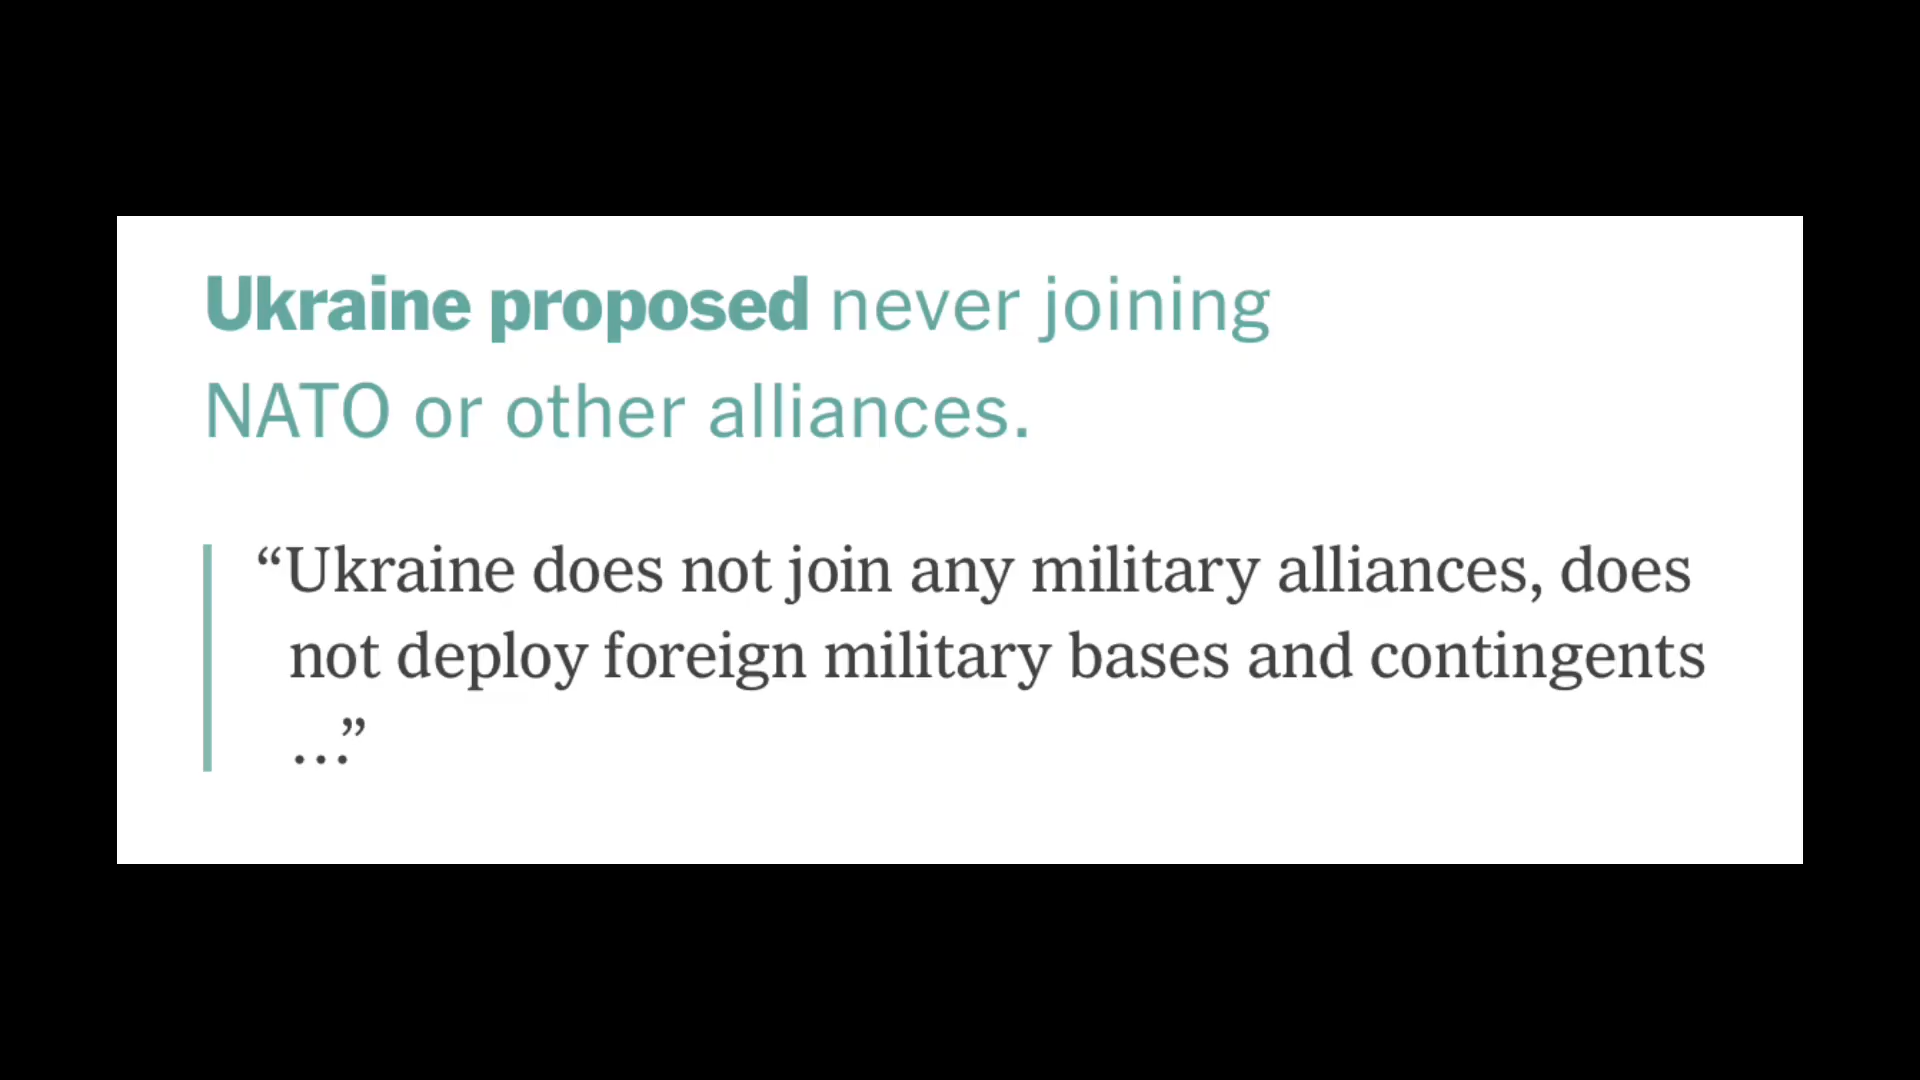 Ukraine proposed never joining
NATO or other alliances.
“Ukraine does not join any military alliances, does
not deploy foreign military bases and contingents
…”